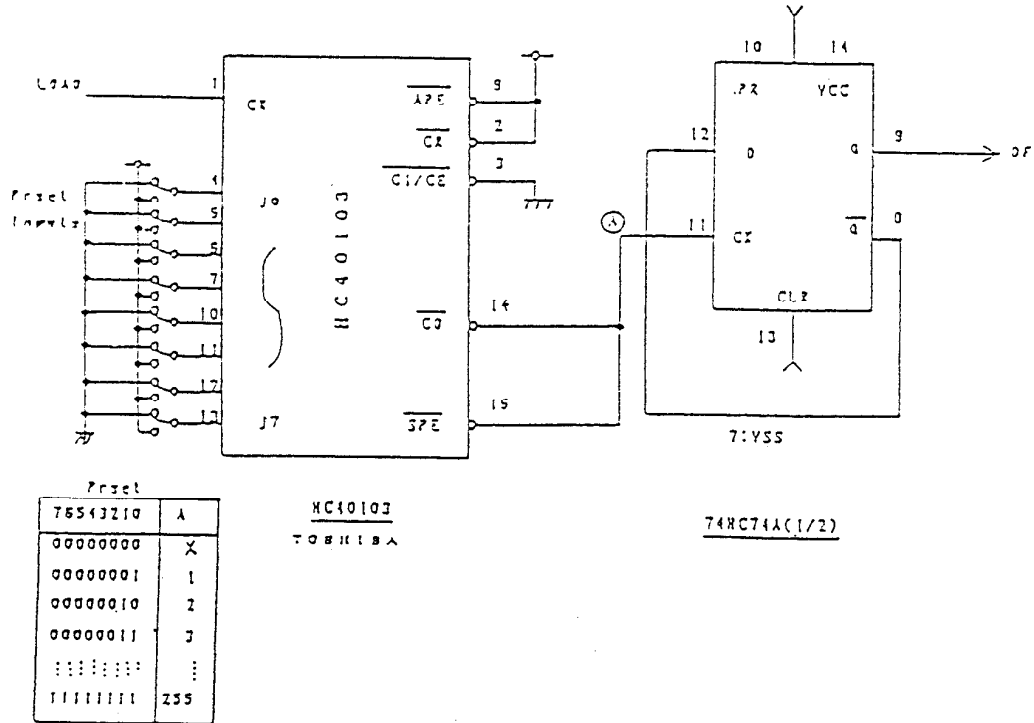 LOAD
1
CK
APE
9
CK
2
CI/CE
3
Preset
Inputs
4
5
6
7
10
11
12
13
J0
J7
HC40103
CO
14
SPE
15
A
10
14
PR
VCC
12
D
Q
9
11
CK
Q
8
CLR
13
7:VSS
Preset
76543210 A
00000000 X
00000001 1
00000010 2
00000011 3
11111111 255
HC40103
TOSHIBA
74HC74A(1/2)